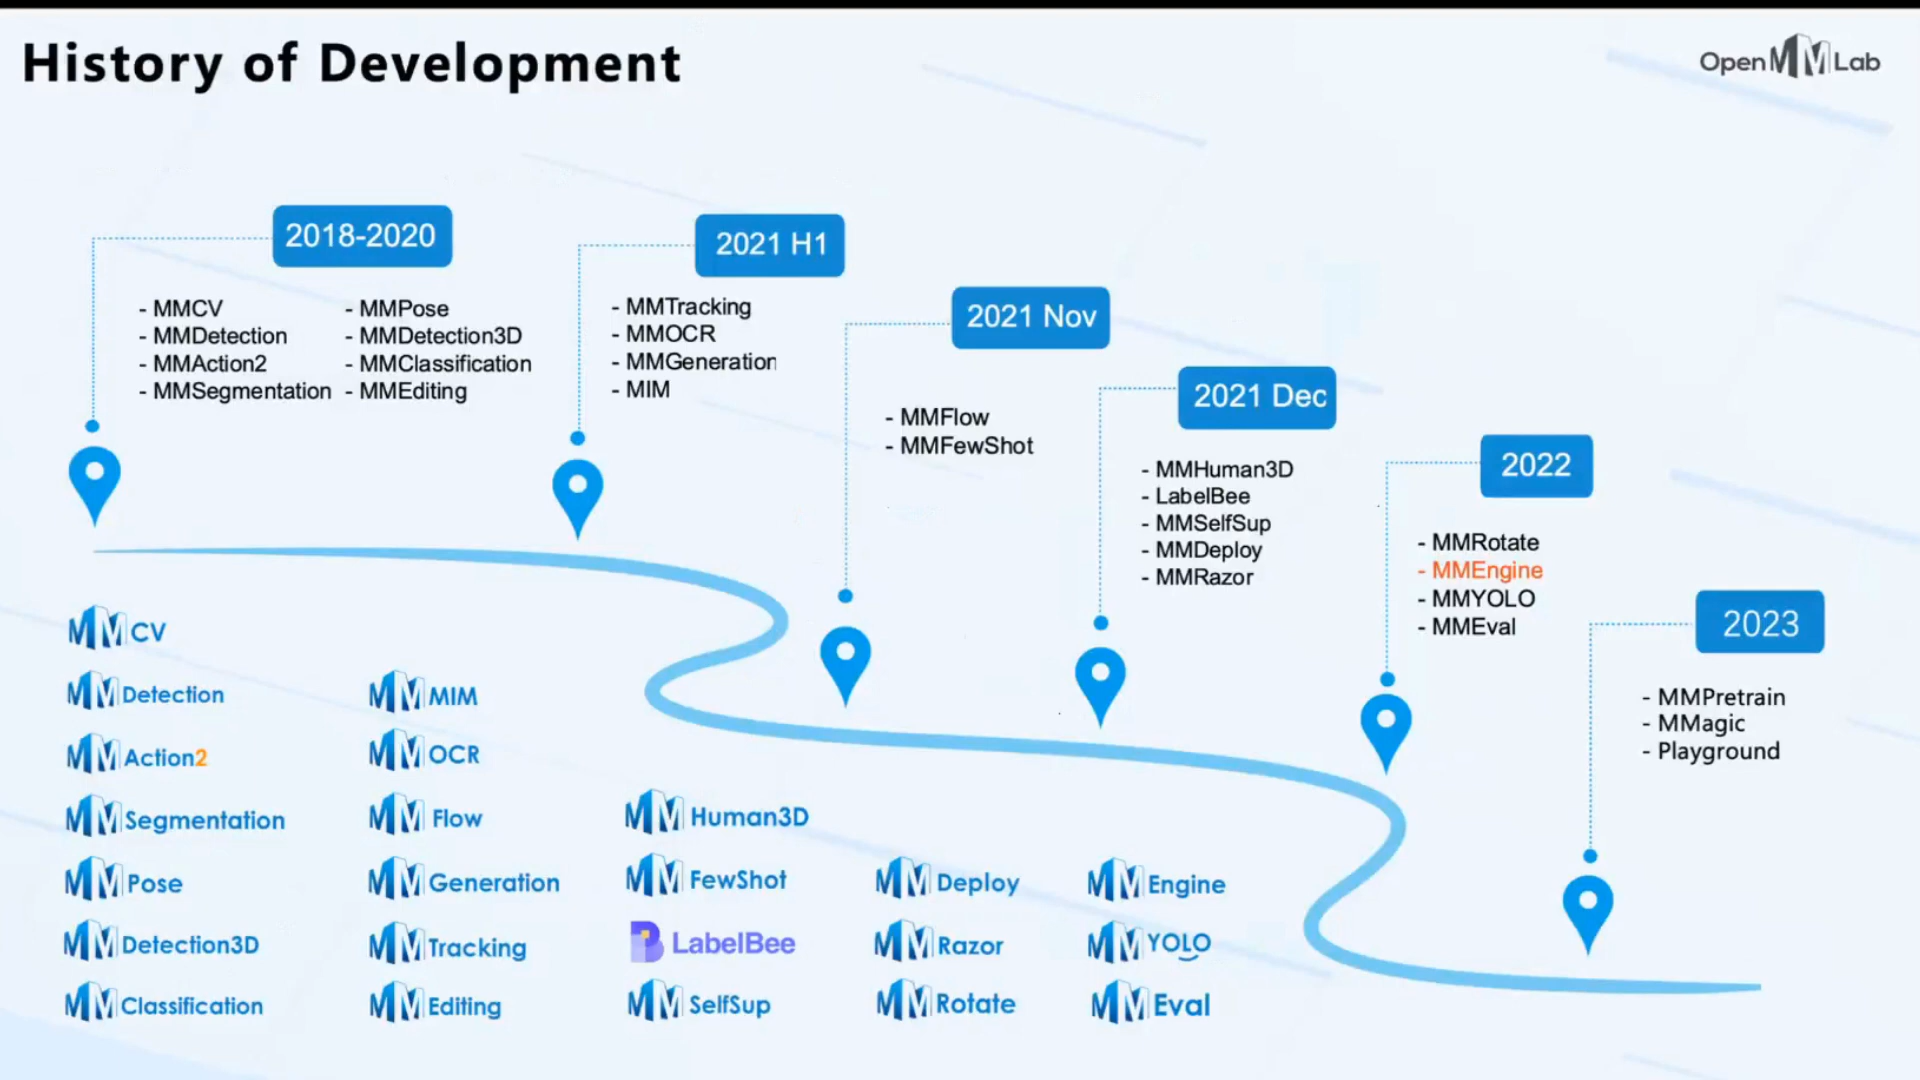 History of Development
OpenMMLab
2018-2020
- MMCV
- MMDetection
- MMAction2
- MMSegmentation
- MMPose
- MMDetection3D
- MMClassification
- MMEditing
2021 H1
- MMTracking
- MMOCR
- MMGeneration
- MIM
2021 Nov
- MMFlow
- MMFewShot
2021 Dec
- MMHuman3D
- LabelBee
- MMSelfSup
- MMDeploy
- MMRazor
2022
- MMRotate
- MMEngine
- MMYOLO
- MMEval
2023
- MMPretrain
- MMagic
- Playground
MMCV
MMDetection
MMAction2
MMSegmentation
MMPose
MMDetection3D
MMClassification
MMMIM
MMOCR
MMFlow
MMGeneration
MMTracking
MMEditing
MMHuman3D
MMFewShot
LabelBee
MMSelfSup
MMDeploy
MMRazor
MMRotate
MMEngine
MMYOLO
MMEval